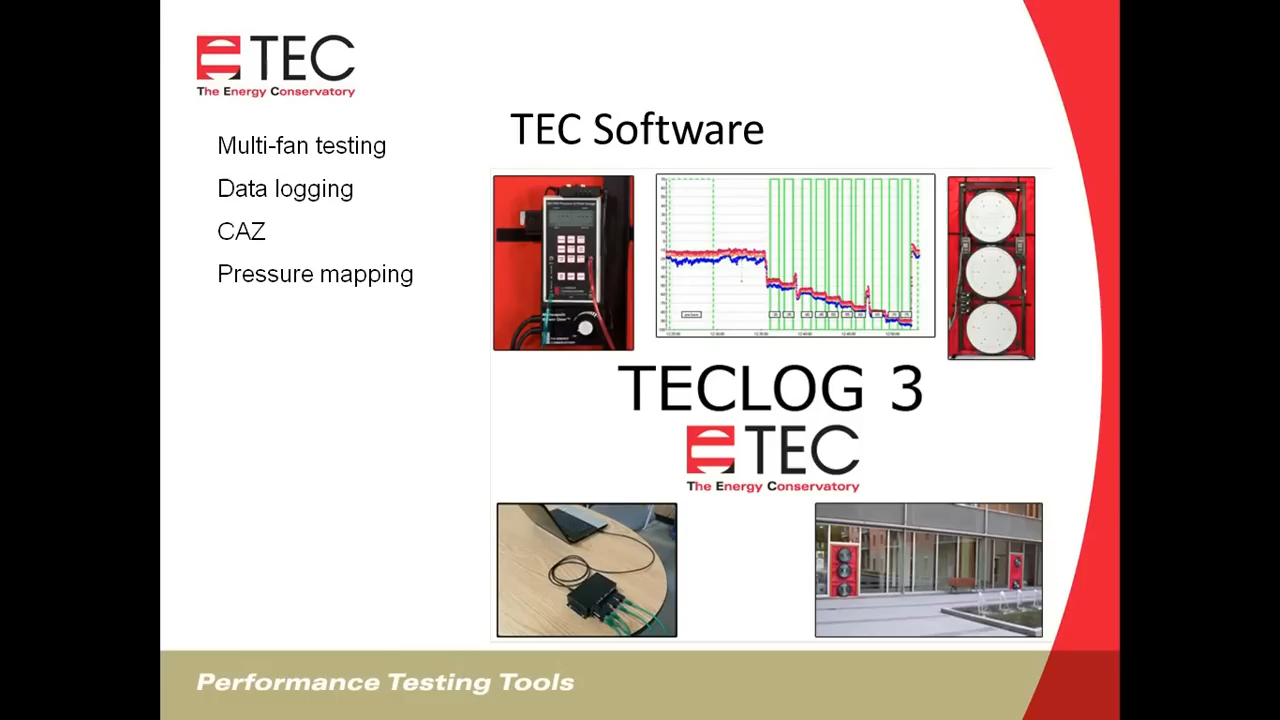 TEC
The Energy Conservatory
TEC Software
Multi-fan testing
Data logging
CAZ
Pressure mapping
TECLOG 3
TEC
The Energy Conservatory
Performance Testing Tools